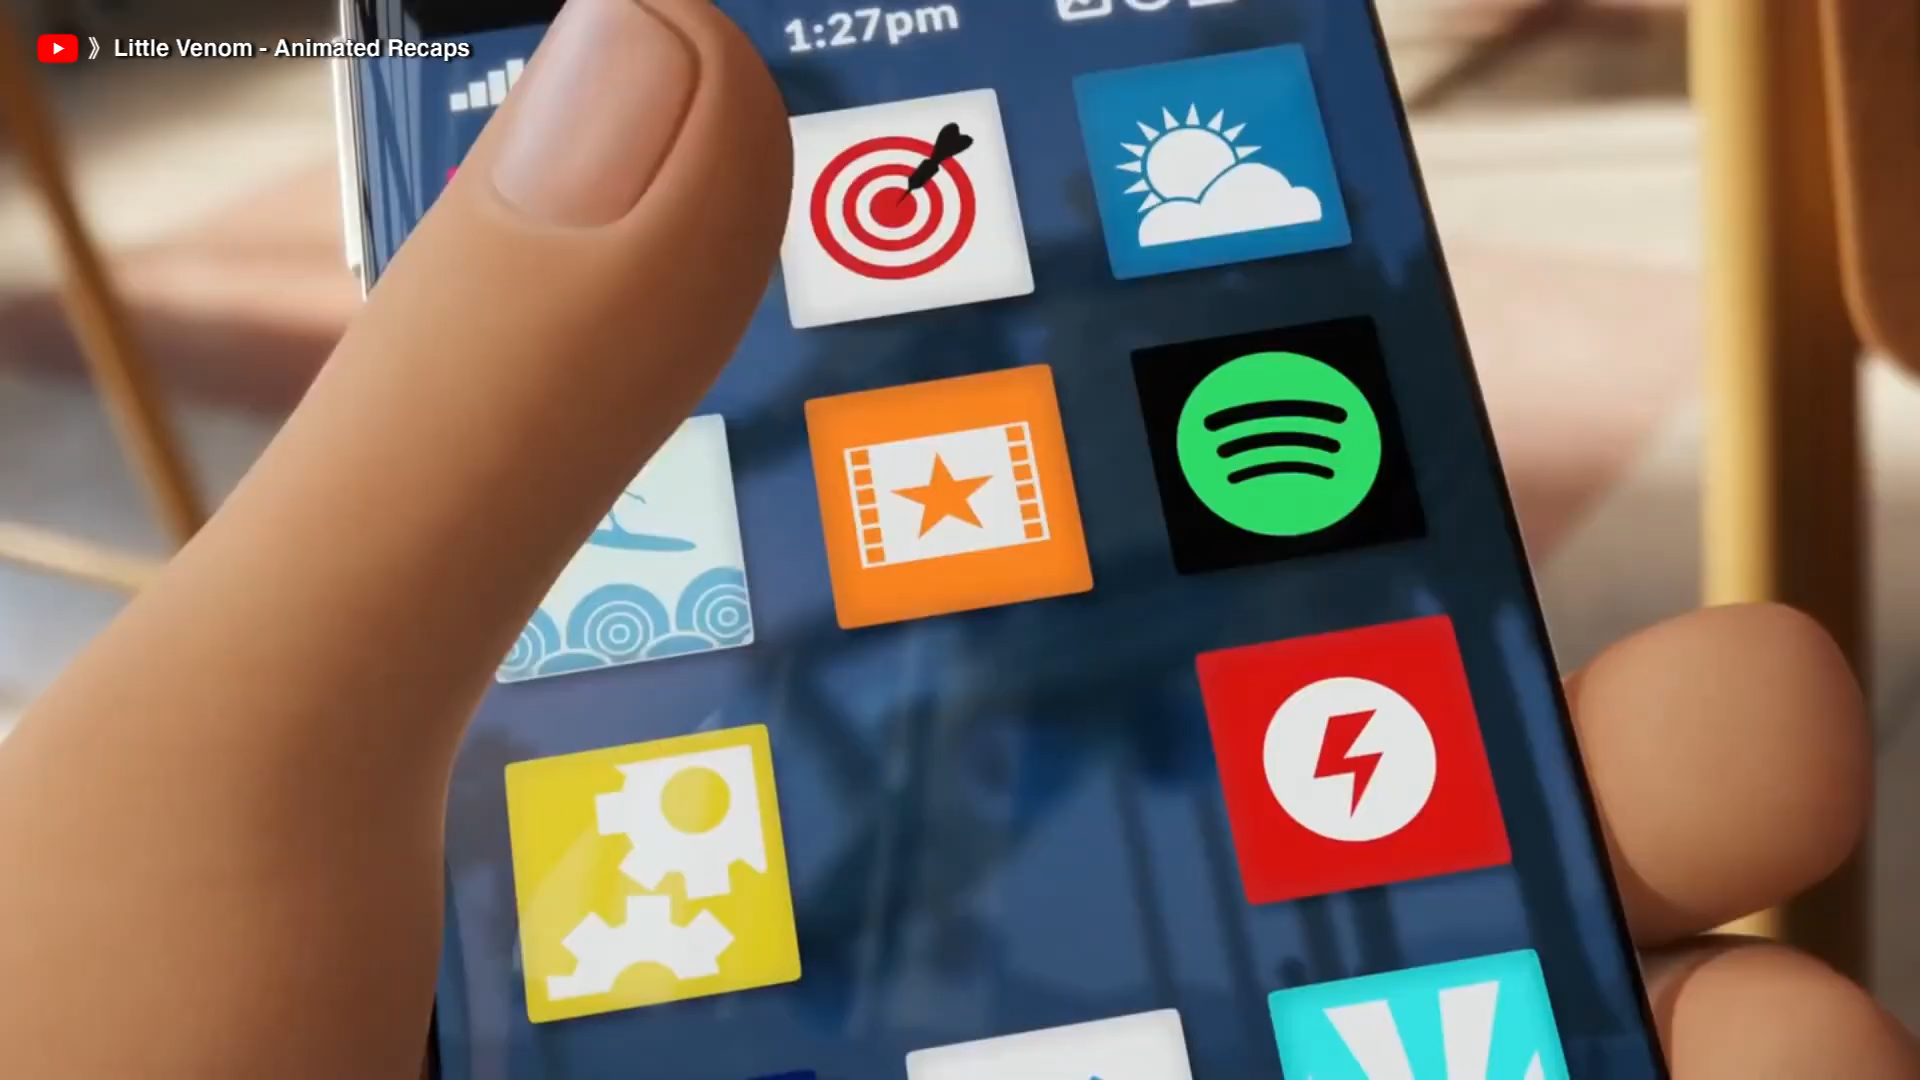 》 Little Venom - Animated Recaps
1:27pm